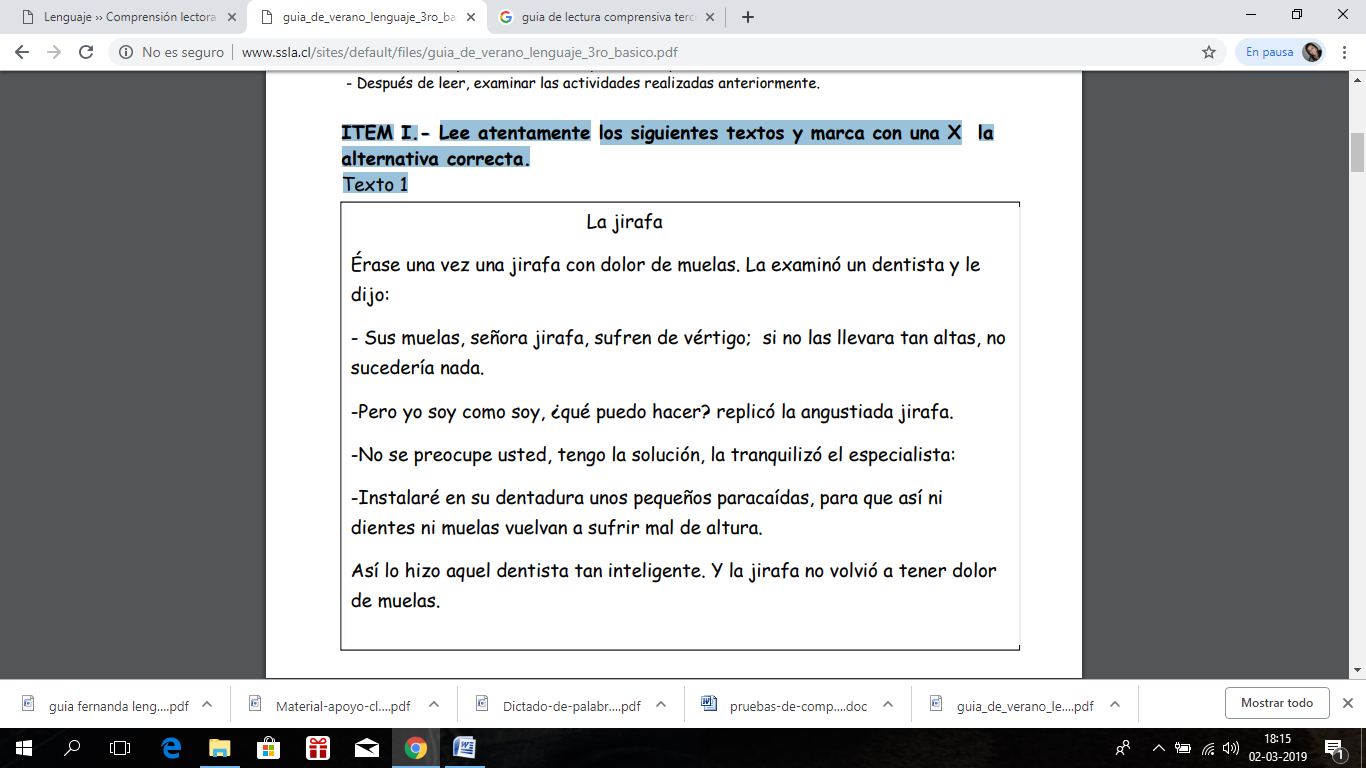 Lenguaje ›› Comprensión lectora
guia_de_verano_lenguaje_3ro_ba
guia de lectura comprensiva terc
No es seguro
www.ssla.cl/sites/default/files/guia_de_verano_lenguaje_3ro_basico.pdf
En pausa
- Después de leer, examinar las actividades realizadas anteriormente.
ITEM I.- Lee atentamente los siguientes textos y marca con una X la
alternativa correcta.
Texto 1
La jirafa
Érase una vez una jirafa con dolor de muelas. La examinó un dentista y le
dijo:
- Sus muelas, señora jirafa, sufren de vértigo; si no las llevara tan altas, no
sucedería nada.
-Pero yo soy como soy, ¿qué puedo hacer? replicó la angustiada jirafa.
-No se preocupe usted, tengo la solución, la tranquilizó el especialista:
-Instalaré en su dentadura unos pequeños paracaídas, para que así ni
dientes ni muelas vuelvan a sufrir mal de altura.
Así lo hizo aquel dentista tan inteligente. Y la jirafa no volvió a tener dolor
de muelas.
guia fernanda leng....pdf
Material-apoyo-cl....pdf
Dictado-de-palabr....pdf
pruebas-de-comp....doc
guia_de_verano_le....pdf
Mostrar todo
18:15
02-03-2019
1